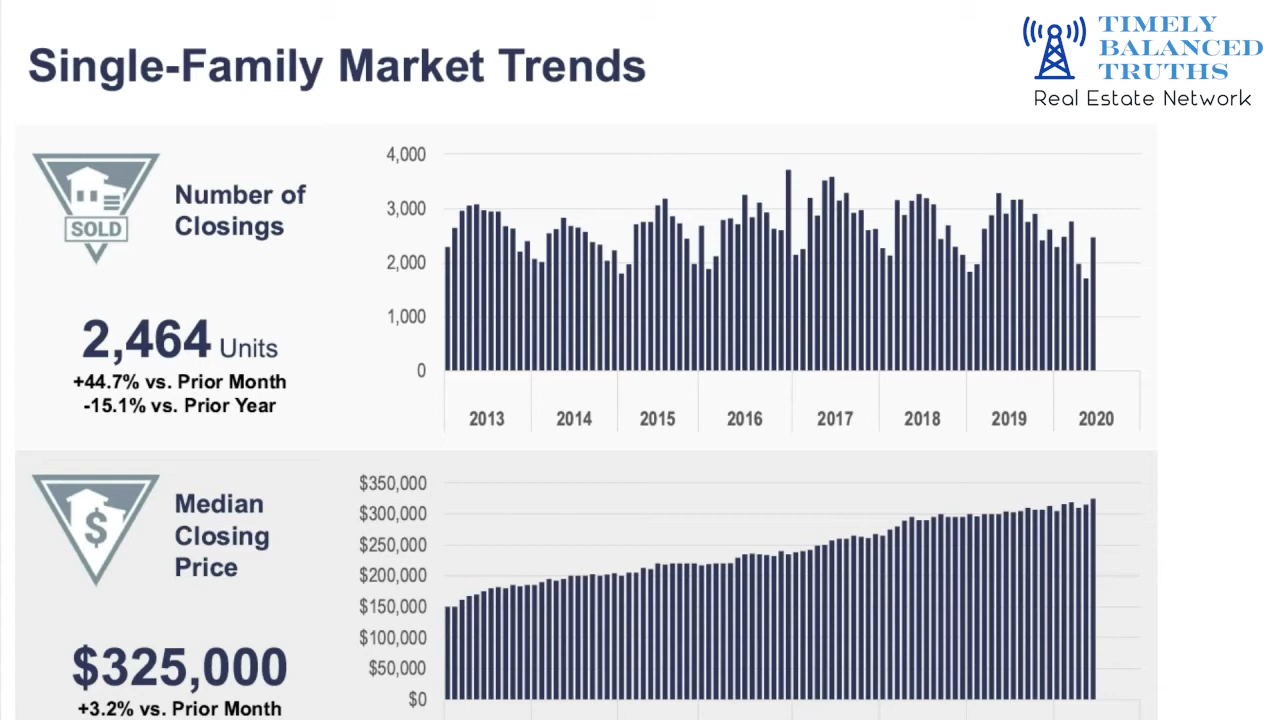 Single-Family Market Trends
TIMELY
BALANCED
TRUTHS
Real Estate Network
Number of
Closings
SOLD
2,464 Units
+44.7% vs. Prior Month
-15.1% vs. Prior Year
4,000
3,000
2,000
1,000
0
2013 2014 2015 2016 2017 2018 2019 2020
Median
Closing
Price
$
$325,000
+3.2% vs. Prior Month
$350,000
$300,000
$250,000
$200,000
$150,000
$100,000
$50,000
$0